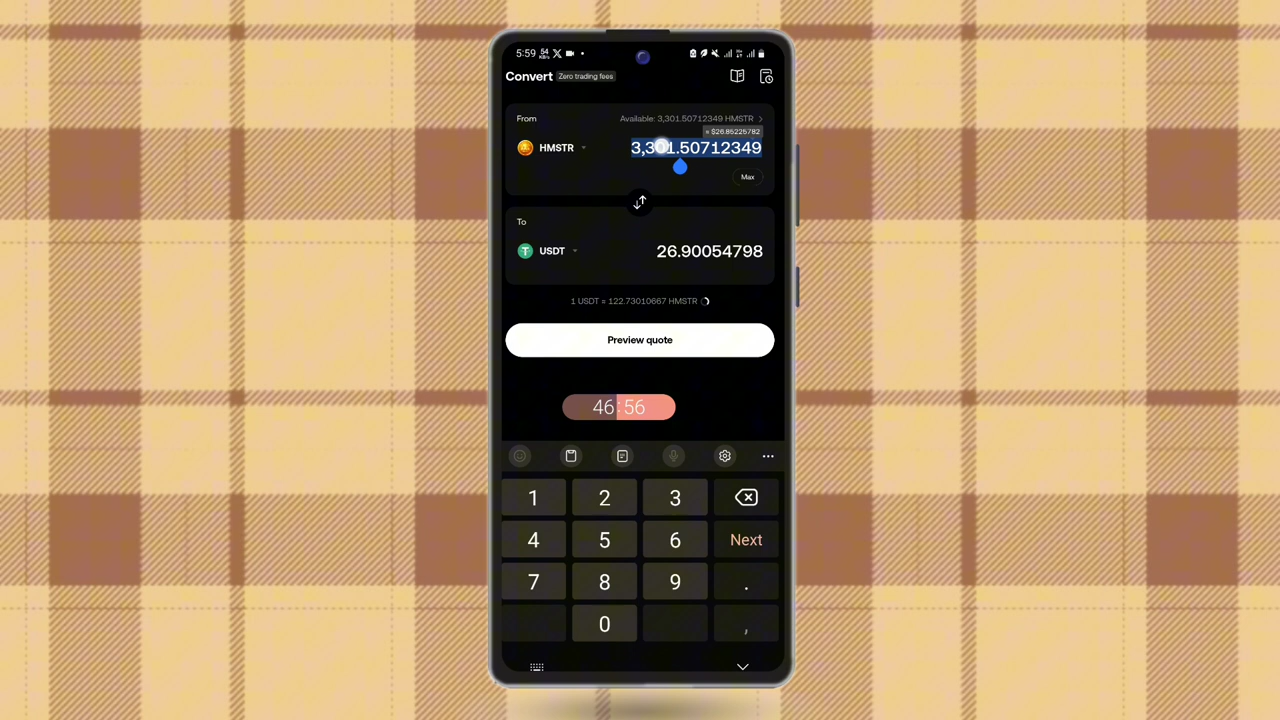 5:59 64 KB/s
Convert Zero trading fees
From Available: 3,301.50712349 HMSTR
≈ $26.85225782
HMSTR 3,301.50712349
Max
To
USDT 26.90054798
1 USDT ≈ 122.73010667 HMSTR
Preview quote
46:56
1 2 3
4 5 6 Next
7 8 9 .
0 ,